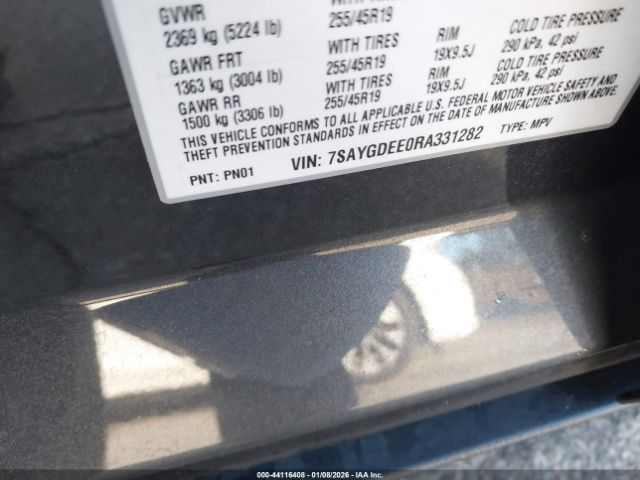 GVWR
2369 kg (5224 lb)
WITH
GAWR FRT WITH TIRES RIM COLD TIRE PRESSURE
1363 kg (3004 lb) 255/45R19 19X9.5J 290 kPa, 42 psi
GAWR RR WITH TIRES RIM COLD TIRE PRESSURE
1500 kg (3306 lb) 255/45R19 19X9.5J 290 kPa, 42 psi
THIS VEHICLE CONFORMS TO ALL APPLICABLE U.S. FEDERAL MOTOR VEHICLE SAFETY AND
THEFT PREVENTION STANDARDS IN EFFECT ON THE DATE OF MANUFACTURE SHOWN ABOVE.
VIN: 7SAYGDEE0RA331282 TYPE: MPV
PNT: PN01
000-44116408 - 01/08/2026 - IAA Inc.